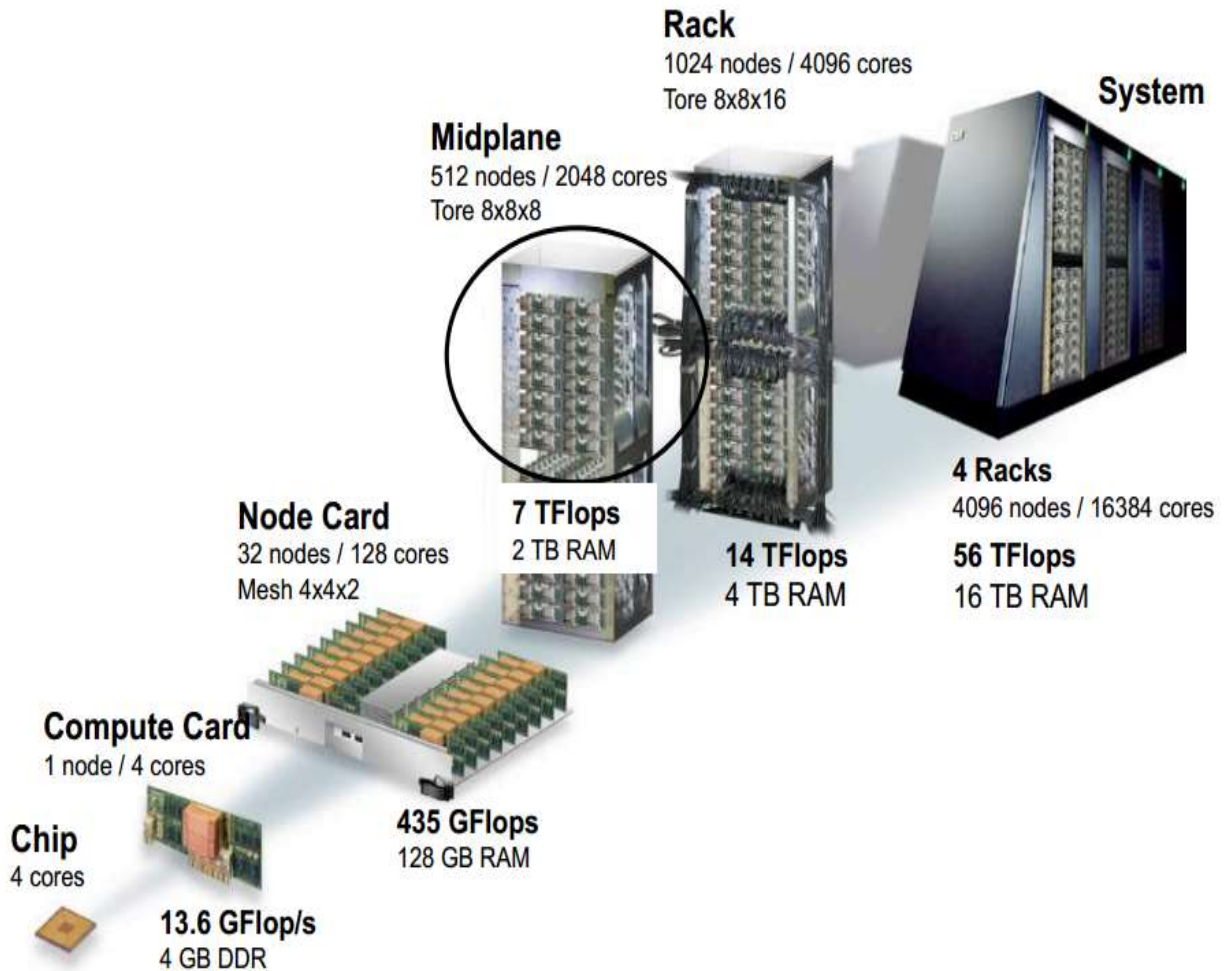 Rack
1024 nodes / 4096 cores
Tore 8x8x16
System
Midplane
512 nodes / 2048 cores
Tore 8x8x8
4 Racks
4096 nodes / 16384 cores
56 TFlops
16 TB RAM
7 TFlops
2 TB RAM
14 TFlops
4 TB RAM
Node Card
32 nodes / 128 cores
Mesh 4x4x2
435 GFlops
128 GB RAM
Compute Card
1 node / 4 cores
13.6 GFlop/s
4 GB DDR
Chip
4 cores